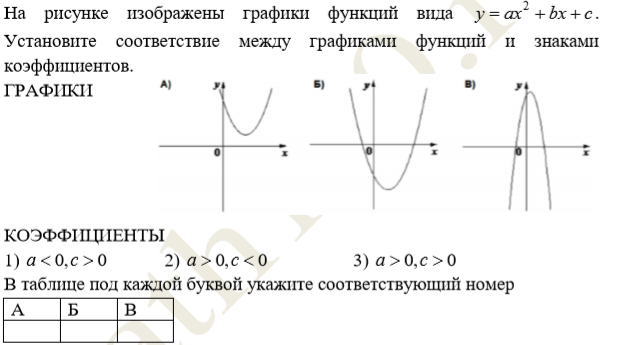 На рисунке изображены графики функций вида y = ax² + bx + c.
Установите соответствие между графиками функций и знаками
коэффициентов.
ГРАФИКИ
А) y 0 x Б) y 0 x В) y 0 x
КОЭФФИЦИЕНТЫ
1) a < 0, c > 0 2) a > 0, c < 0 3) a > 0, c > 0
В таблице под каждой буквой укажите соответствующий номер
А Б В